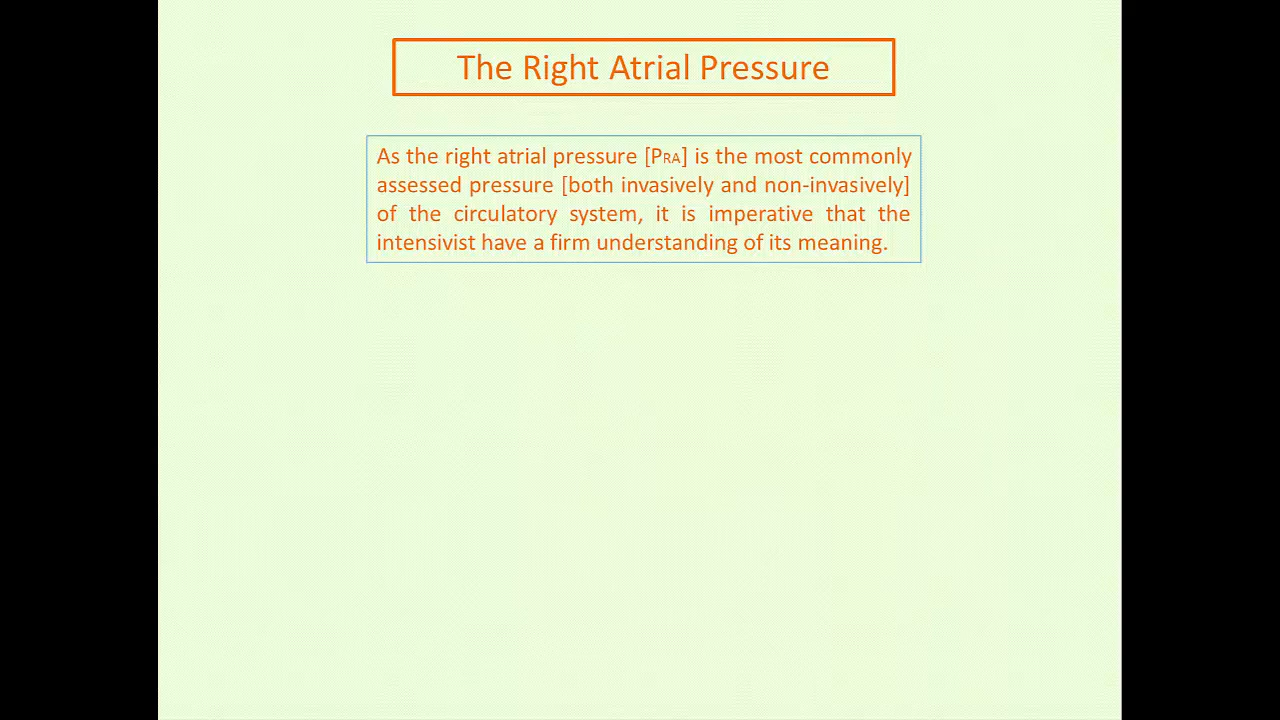 The Right Atrial Pressure
As the right atrial pressure [PRA] is the most commonly
assessed pressure [both invasively and non-invasively]
of the circulatory system, it is imperative that the
intensivist have a firm understanding of its meaning.